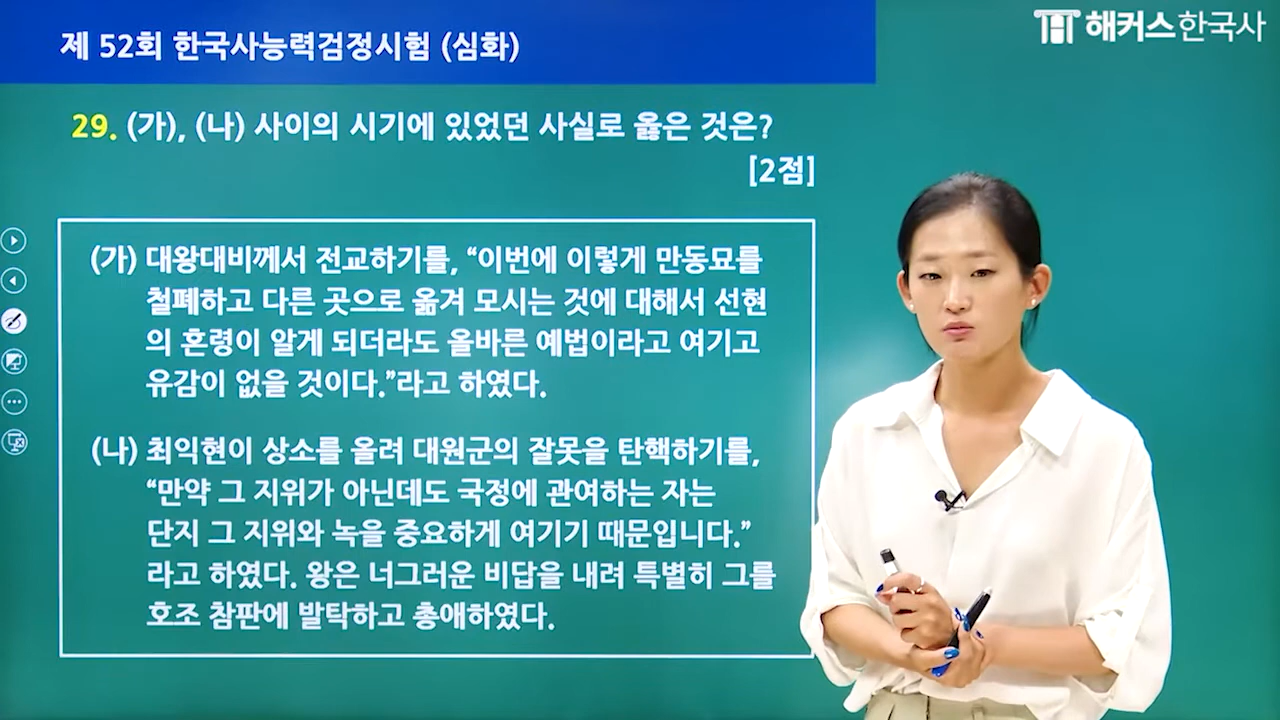 제 52회 한국사능력검정시험 (심화)
해커스한국사
29. (가), (나) 사이의 시기에 있었던 사실로 옳은 것은?
[2점]
(가) 대왕대비께서 전교하기를, “이번에 이렇게 만동묘를
철폐하고 다른 곳으로 옮겨 모시는 것에 대해서 선현
의 혼령이 알게 되더라도 올바른 예법이라고 여기고
유감이 없을 것이다.”라고 하였다.
(나) 최익현이 상소를 올려 대원군의 잘못을 탄핵하기를,
“만약 그 지위가 아닌데도 국정에 관여하는 자는
단지 그 지위와 녹을 중요하게 여기기 때문입니다.”
라고 하였다. 왕은 너그러운 비답을 내려 특별히 그를
호조 참판에 발탁하고 총애하였다.